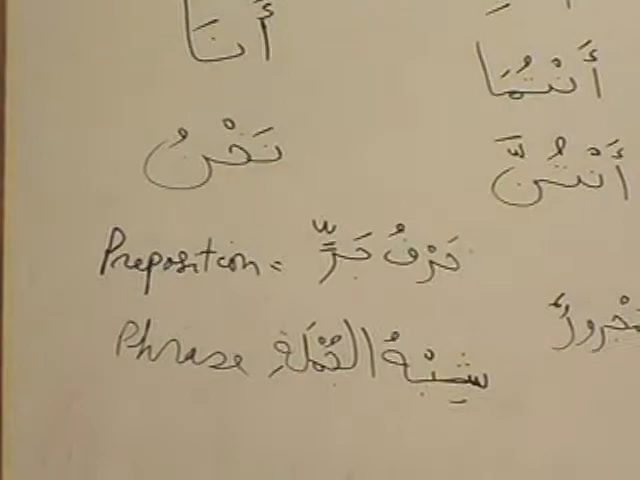 أَنَا
أَنْتُمَا
نَحْنُ
أَنْتُنَّ
Preposition = حَرْفُ جَرٍّ
Phrase شِبْهُ الْجُمْلَةِ